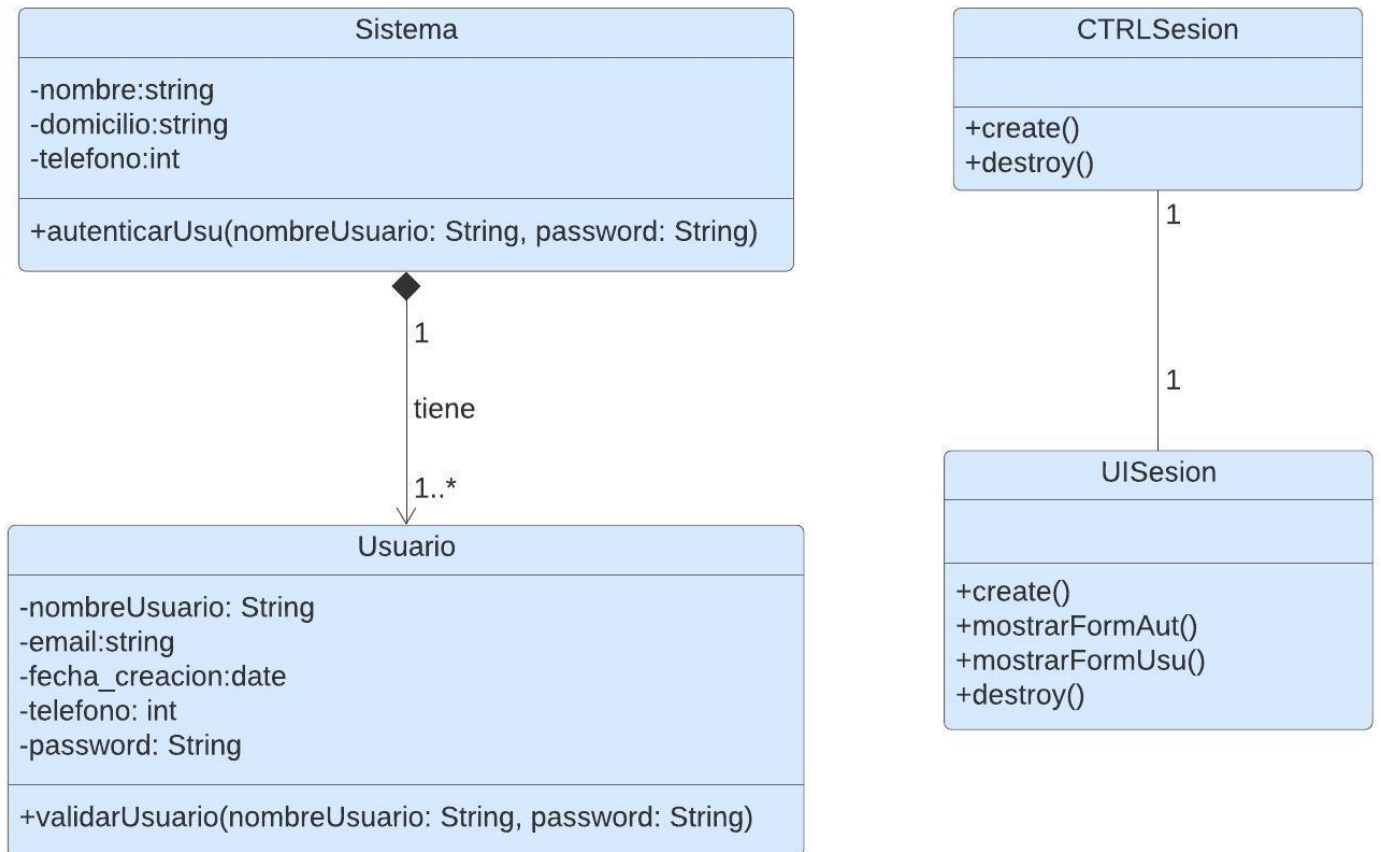 Sistema
-nombre:string
-domicilio:string
-telefono:int
+autenticarUsu(nombreUsuario: String, password: String)
1
tiene
1..*
Usuario
-nombreUsuario: String
-email:string
-fecha_creacion:date
-telefono: int
-password: String
+validarUsuario(nombreUsuario: String, password: String)
CTRLSesion
+create()
+destroy()
1
1
UISesion
+create()
+mostrarFormAut()
+mostrarFormUsu()
+destroy()